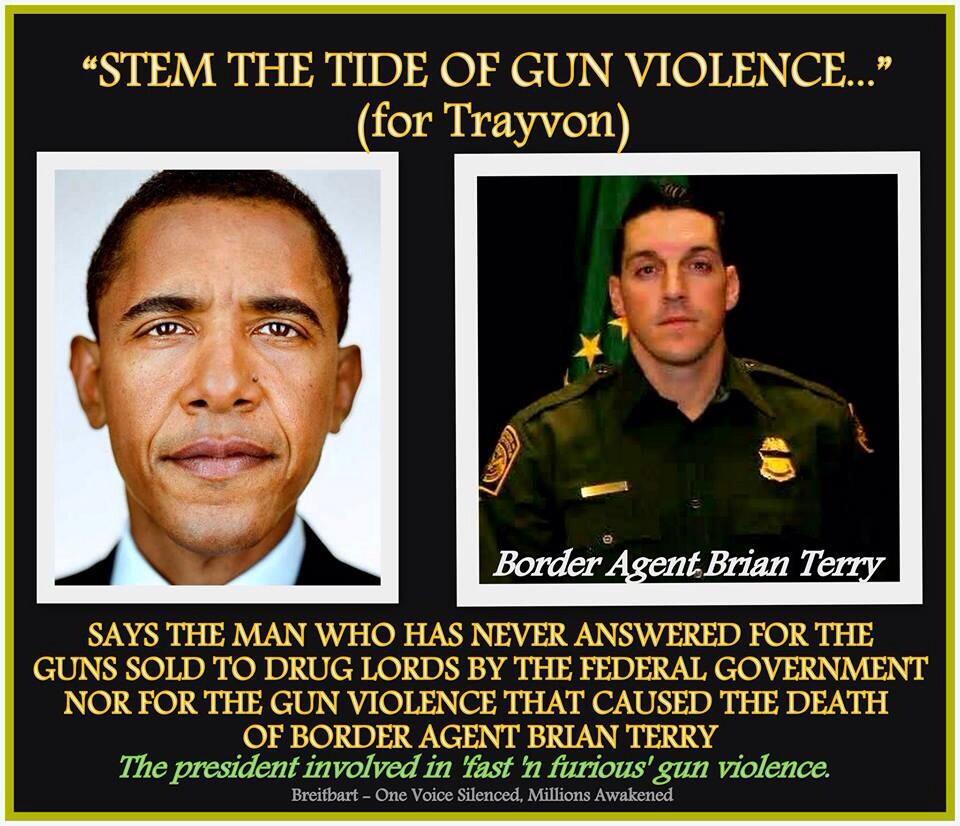 “STEM THE TIDE OF GUN VIOLENCE...”
(for Trayvon)
Border Agent Brian Terry
SAYS THE MAN WHO HAS NEVER ANSWERED FOR THE
GUNS SOLD TO DRUG LORDS BY THE FEDERAL GOVERNMENT
NOR FOR THE GUN VIOLENCE THAT CAUSED THE DEATH
OF BORDER AGENT BRIAN TERRY
The president involved in 'fast 'n furious' gun violence.
Breitbart - One Voice Silenced, Millions Awakened